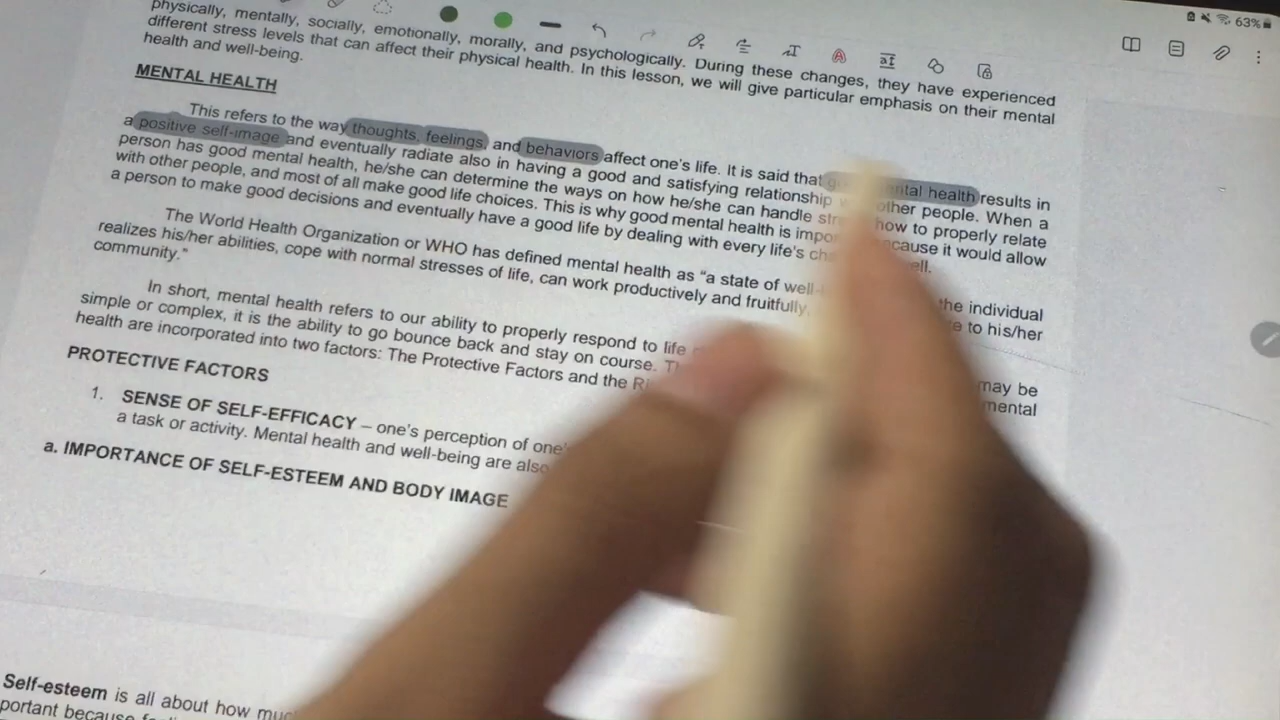 63%
physically, mentally, socially, emotionally, morally, and psychologically. During these changes, they have experienced
different stress levels that can affect their physical health. In this lesson, we will give particular emphasis on their mental
health and well-being.
MENTAL HEALTH
This refers to the way thoughts, feelings, and behaviors affect one's life. It is said that mental health results in
a positive self-image and eventually radiate also in having a good and satisfying relationship other people. When a
person has good mental health, he/she can determine the ways on how he/she can handle how to properly relate
with other people, and most of all make good life choices. This is why good mental health is because it would allow
a person to make good decisions and eventually have a good life by dealing with every life's well.
The World Health Organization or WHO has defined mental health as “a state of the individual
realizes his/her abilities, cope with normal stresses of life, can work productively and fruitfully, to his/her
community.”
In short, mental health refers to our ability to properly respond to life may be
simple or complex, it is the ability to go bounce back and stay on course. mental
health are incorporated into two factors: The Protective Factors and the
PROTECTIVE FACTORS
1. SENSE OF SELF-EFFICACY – one's perception of
a task or activity. Mental health and well-being are also
a. IMPORTANCE OF SELF-ESTEEM AND BODY IMAGE
Self-esteem is all about how
because